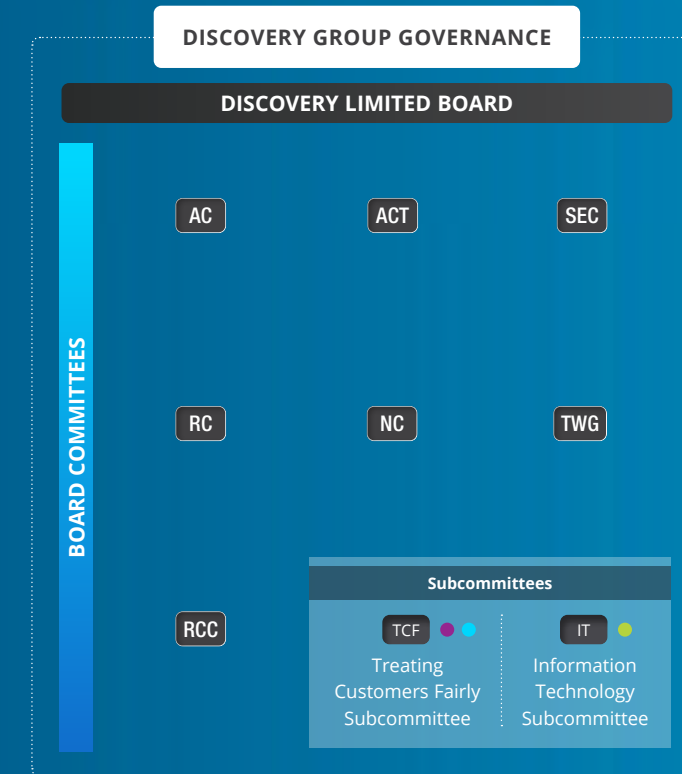 DISCOVERY GROUP GOVERNANCE
DISCOVERY LIMITED BOARD
BOARD COMMITTEES
AC
ACT
SEC
RC
NC
TWG
RCC
Subcommittees
TCF
Treating
Customers Fairly
Subcommittee
IT
Information
Technology
Subcommittee